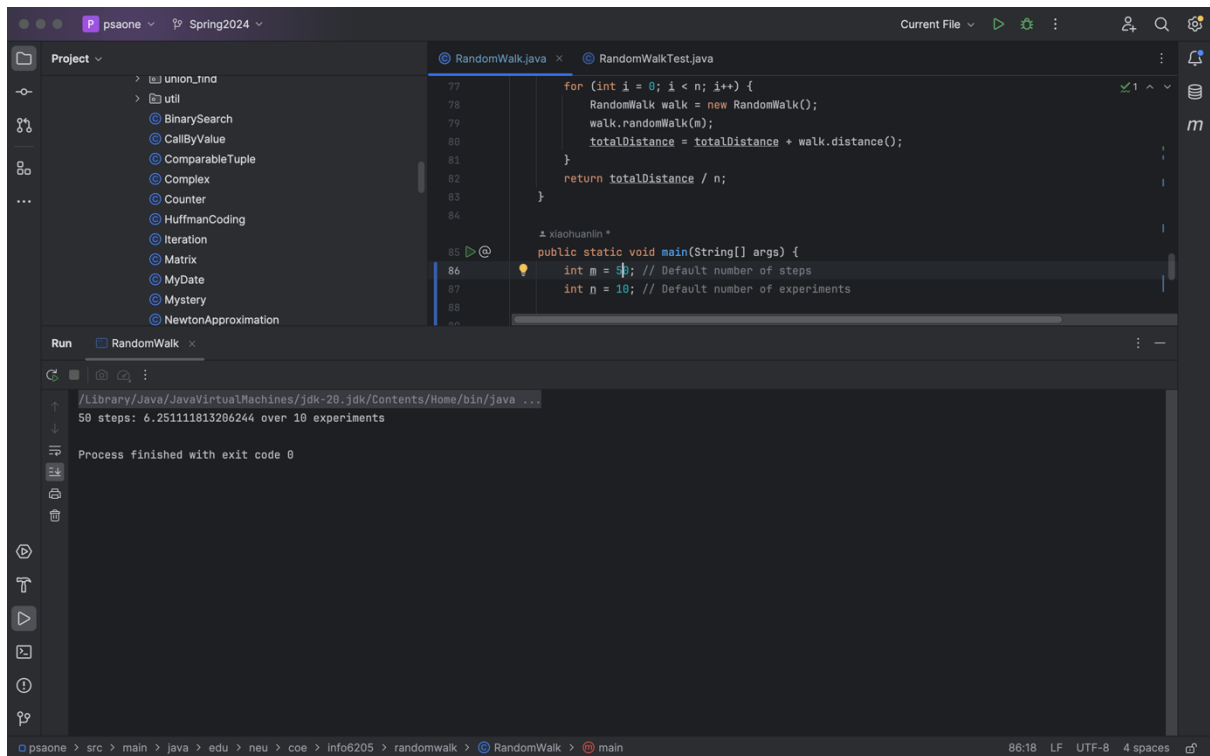 P psaone Spring2024 Current File
Project
RandomWalk.java × RandomWalkTest.java
union_find
util
BinarySearch
CallByValue
ComparableTuple
Complex
Counter
HuffmanCoding
Iteration
Matrix
MyDate
Mystery
NewtonApproximation
77 for (int i = 0; i < n; i++) {
78 RandomWalk walk = new RandomWalk();
79 walk.randomWalk(m);
80 totalDistance = totalDistance + walk.distance();
81 }
82 return totalDistance / n;
83 }
84
xiaohuanlin *
85 @ public static void main(String[] args) {
86 int m = 50; // Default number of steps
87 int n = 10; // Default number of experiments
88
1
m
Run RandomWalk ×
/Library/Java/JavaVirtualMachines/jdk-20.jdk/Contents/Home/bin/java ...
50 steps: 6.251111813206244 over 10 experiments
Process finished with exit code 0
psaone > src > main > java > edu > neu > coe > info6205 > randomwalk > RandomWalk > main 86:18 LF UTF-8 4 spaces